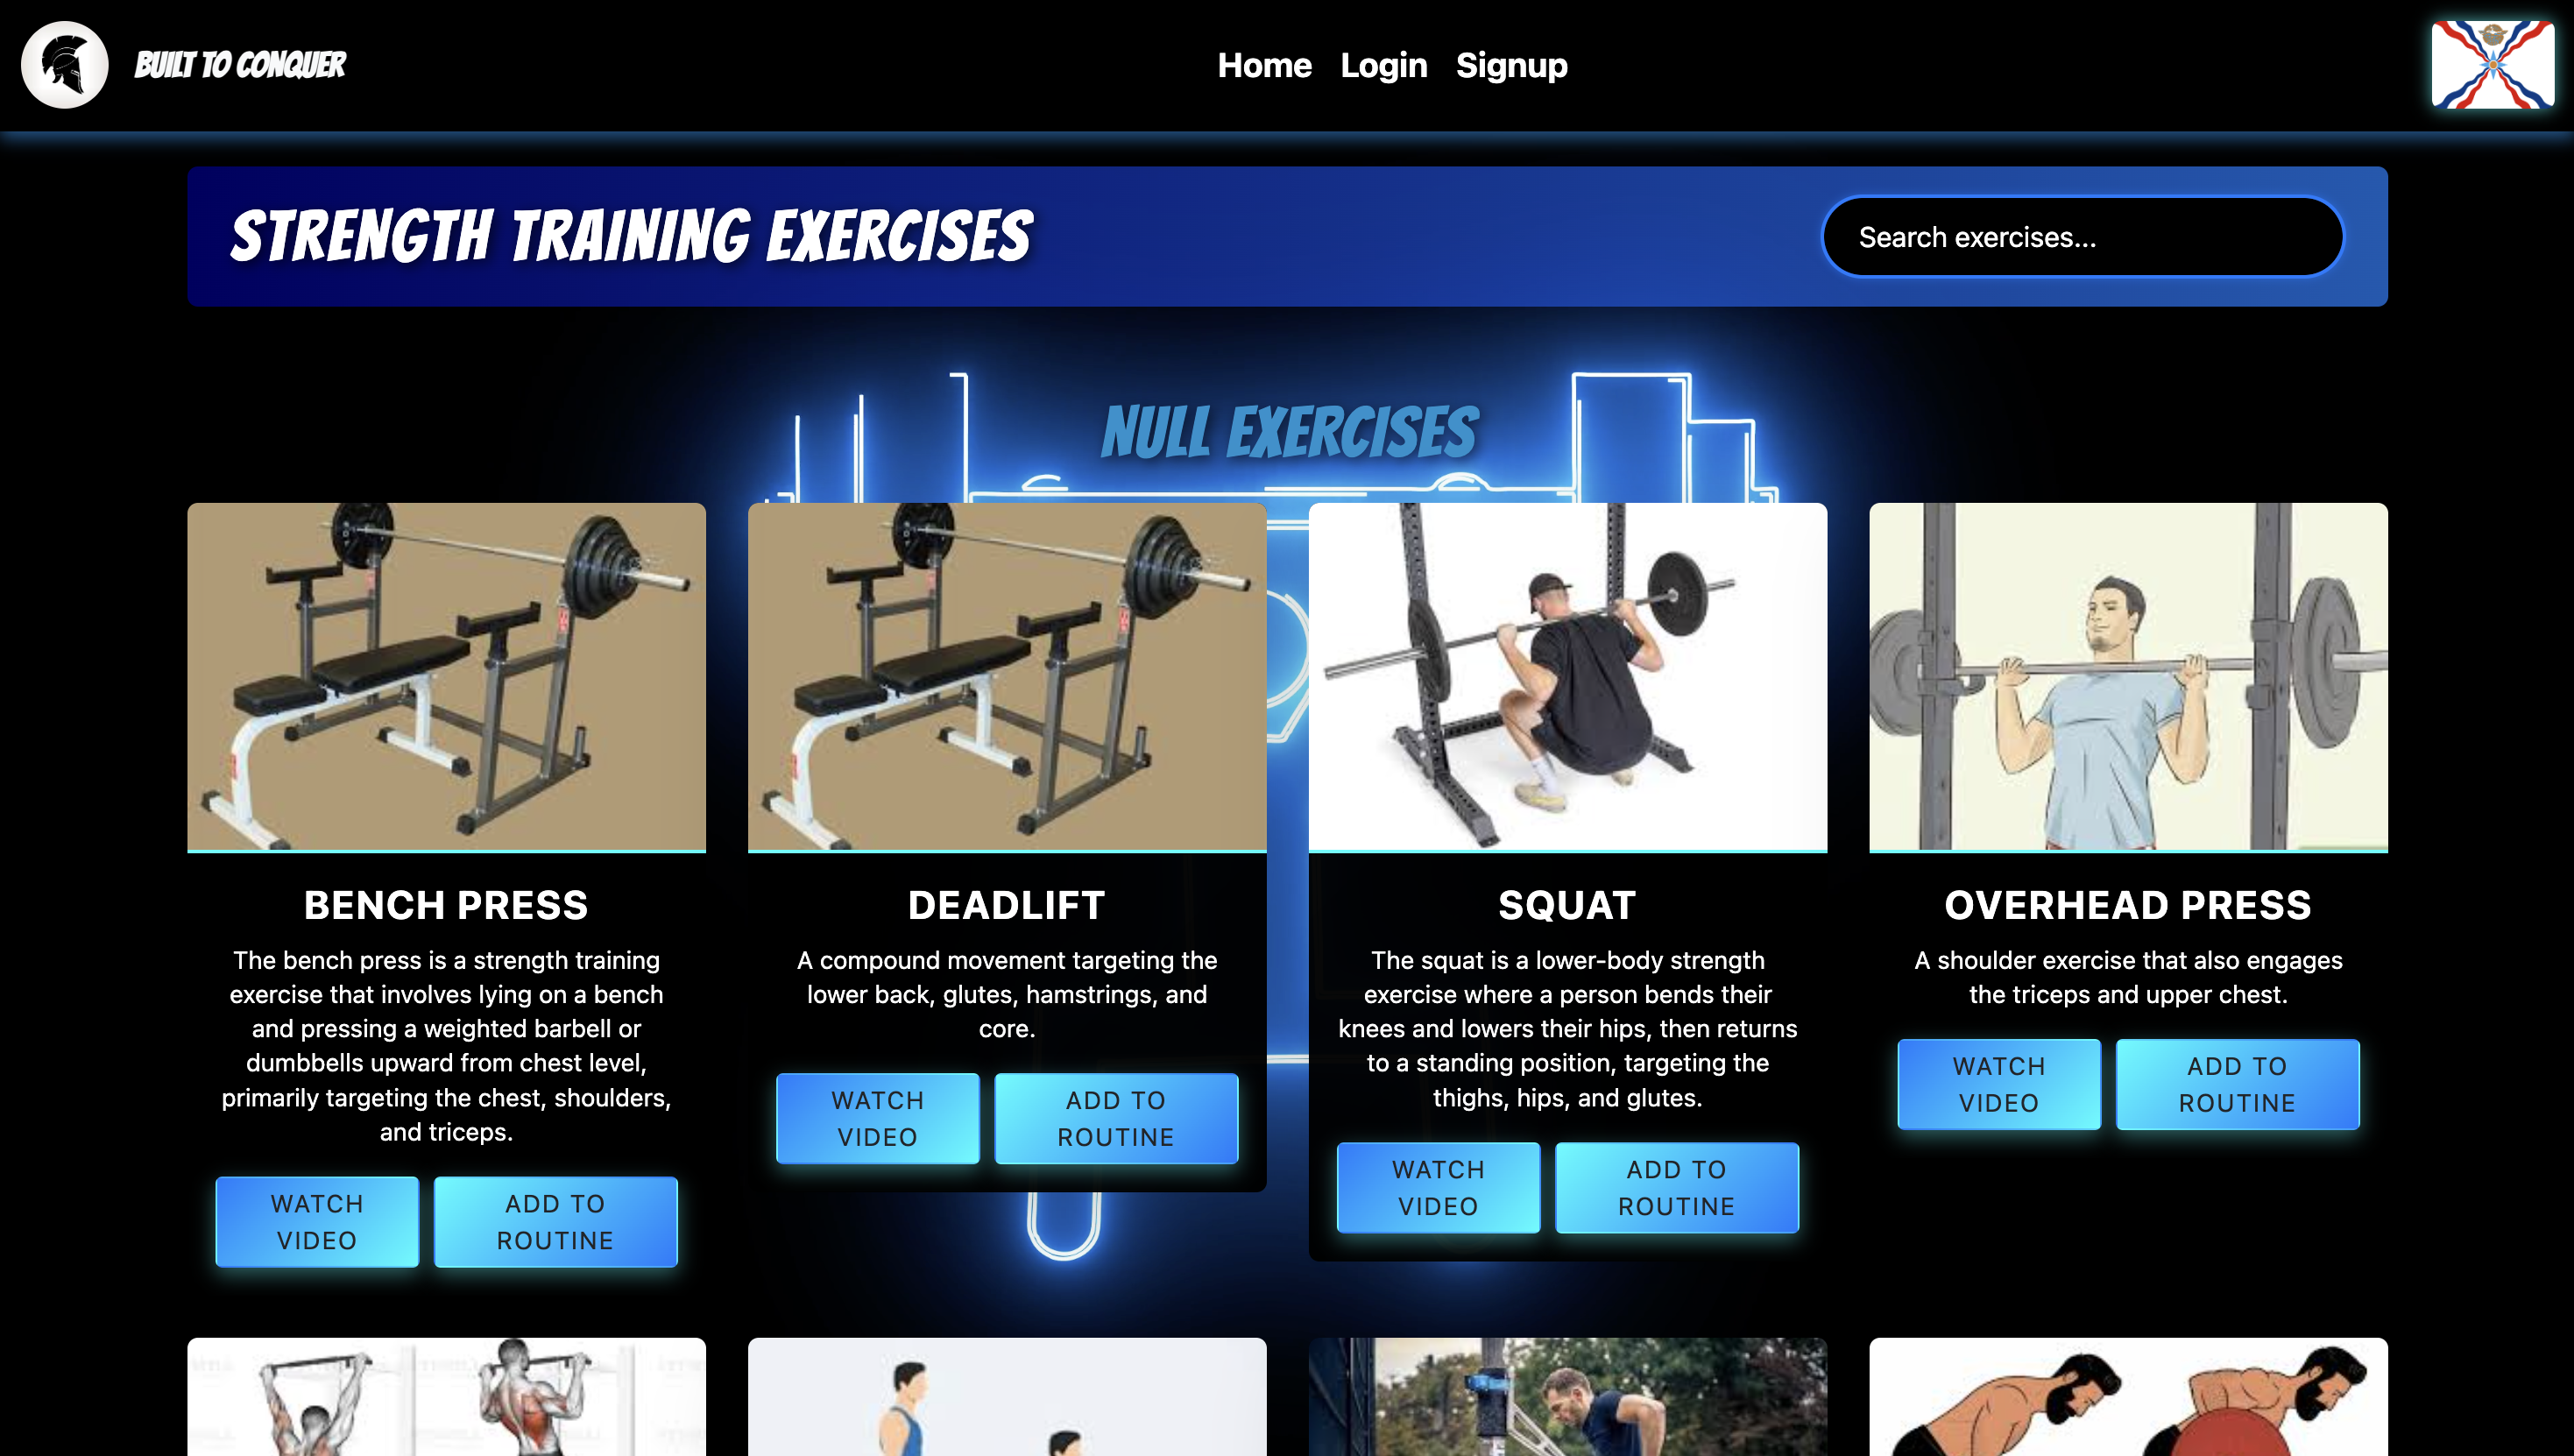 BUILT TO CONQUER
Home Login Signup
STRENGTH TRAINING EXERCISES
Search exercises...
NULL EXERCISES
BENCH PRESS
The bench press is a strength training
exercise that involves lying on a bench
and pressing a weighted barbell or
dumbbells upward from chest level,
primarily targeting the chest, shoulders,
and triceps.
WATCH
VIDEO
ADD TO
ROUTINE
DEADLIFT
A compound movement targeting the
lower back, glutes, hamstrings, and
core.
WATCH
VIDEO
ADD TO
ROUTINE
SQUAT
The squat is a lower-body strength
exercise where a person bends their
knees and lowers their hips, then returns
to a standing position, targeting the
thighs, hips, and glutes.
WATCH
VIDEO
ADD TO
ROUTINE
OVERHEAD PRESS
A shoulder exercise that also engages
the triceps and upper chest.
WATCH
VIDEO
ADD TO
ROUTINE